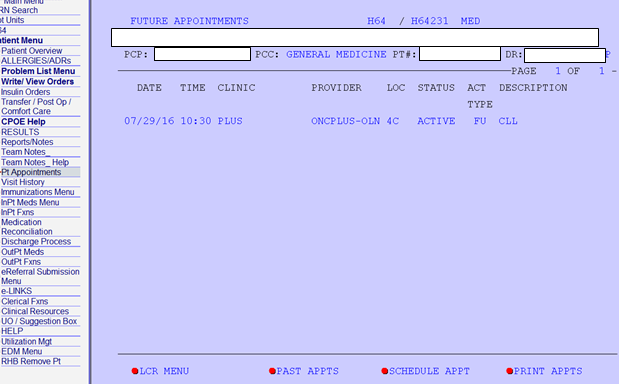 Main Menu
RN Search
Pt Units
64
Patient Menu
Patient Overview
ALLERGIES/ADRs
Problem List Menu
Write/ View Orders
Insulin Orders
Transfer / Post Op /
Comfort Care
CPOE Help
RESULTS
Reports/Notes
Team Notes_
Team Notes_ Help
Pt Appointments
Visit History
Immunizations Menu
InPt Meds Menu
InPt Fxns
Medication
Reconciliation
Discharge Process
OutPt Meds
OutPt Fxns
eReferral Submission
Menu
e-LINKS
Clerical Fxns
Clinical Resources
UO / Suggestion Box
HELP
Utilization Mgt
EDM Menu
RHB Remove Pt
FUTURE APPOINTMENTS H64 / H64231 MED
PCP: PCC: GENERAL MEDICINE PT#: DR: P
PAGE 1 OF 1 -
DATE TIME CLINIC PROVIDER LOC STATUS ACT DESCRIPTION
TYPE
07/29/16 10:30 PLUS ONCPLUS-OLN 4C ACTIVE FU CLL
LCR MENU PAST APPTS SCHEDULE APPT PRINT APPTS